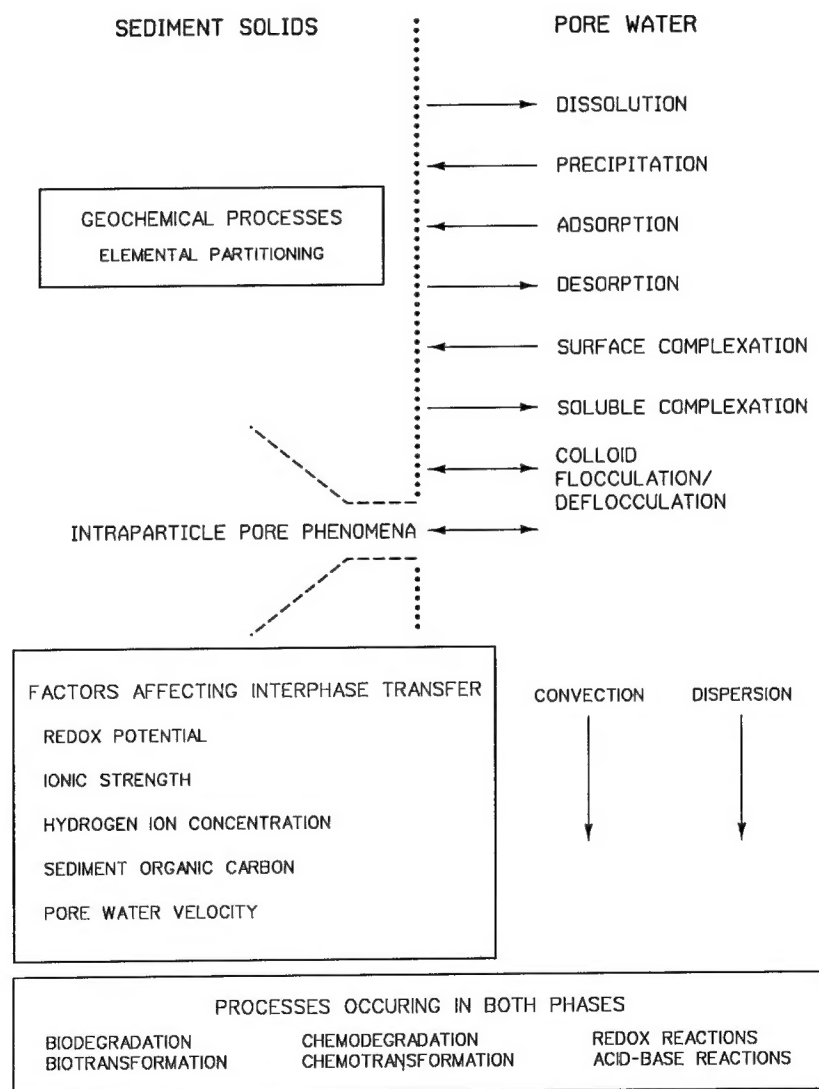 SEDIMENT SOLIDS
PORE WATER
DISSOLUTION
PRECIPITATION
GEOCHEMICAL PROCESSES
ELEMENTAL PARTITIONING
ADSORPTION
DESORPTION
SURFACE COMPLEXATION
SOLUBLE COMPLEXATION
COLLOID
FLOCCULATION/
DEFLOCCULATION
INTRAPARTICLE PORE PHENOMENA
FACTORS AFFECTING INTERPHASE TRANSFER
REDOX POTENTIAL
IONIC STRENGTH
HYDROGEN ION CONCENTRATION
SEDIMENT ORGANIC CARBON
PORE WATER VELOCITY
CONVECTION
DISPERSION
PROCESSES OCCURING IN BOTH PHASES
BIODEGRADATION
BIOTRANSFORMATION
CHEMODEGRADATION
CHEMOTRANSFORMATION
REDOX REACTIONS
ACID-BASE REACTIONS